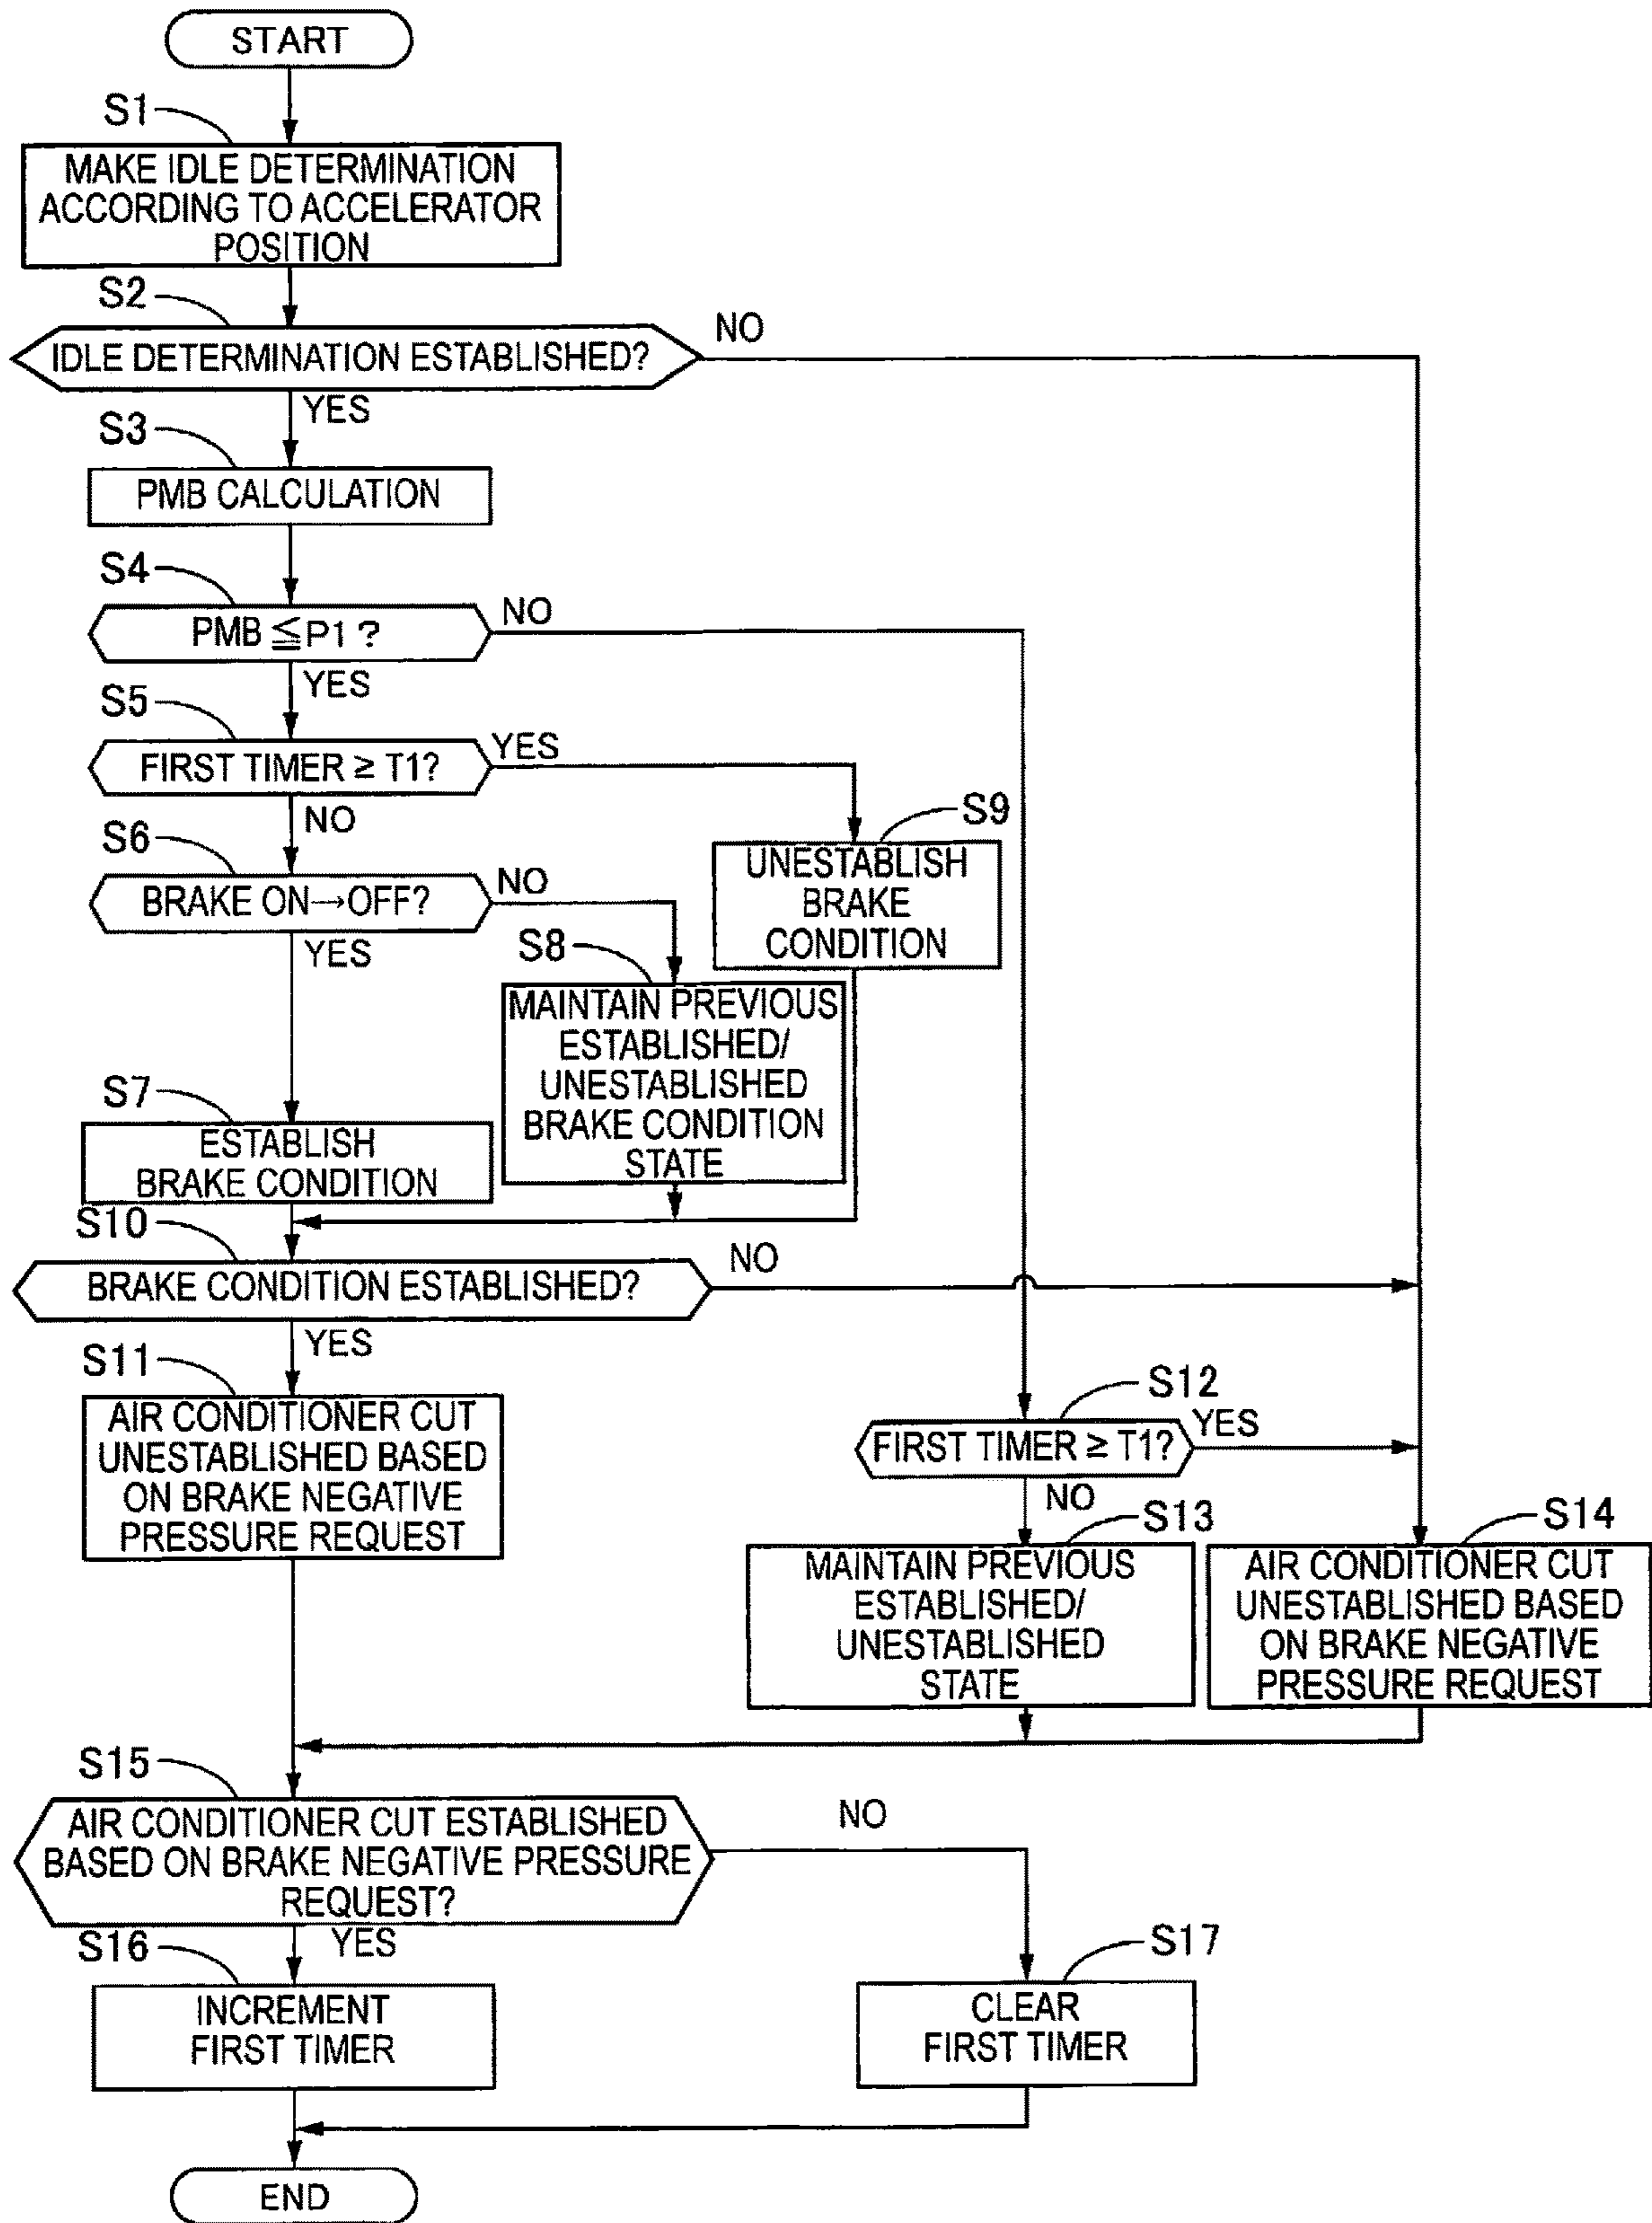 START
S1
MAKE IDLE DETERMINATION
ACCORDING TO ACCELERATOR
POSITION
S2
IDLE DETERMINATION ESTABLISHED?
NO
YES
S3
PMB CALCULATION
S4
PMB ≦ P1 ?
NO
YES
S5
FIRST TIMER ≥ T1?
YES
NO
S6
BRAKE ON→OFF?
NO
YES
S9
UNESTABLISH
BRAKE
CONDITION
S8
MAINTAIN PREVIOUS
ESTABLISHED/
UNESTABLISHED
BRAKE CONDITION
STATE
S7
ESTABLISH
BRAKE CONDITION
S10
BRAKE CONDITION ESTABLISHED?
NO
YES
S11
AIR CONDITIONER CUT
UNESTABLISHED BASED
ON BRAKE NEGATIVE
PRESSURE REQUEST
S12
FIRST TIMER ≥ T1?
YES
NO
S13
MAINTAIN PREVIOUS
ESTABLISHED/
UNESTABLISHED
STATE
S14
AIR CONDITIONER CUT
UNESTABLISHED BASED
ON BRAKE NEGATIVE
PRESSURE REQUEST
S15
AIR CONDITIONER CUT ESTABLISHED
BASED ON BRAKE NEGATIVE PRESSURE
REQUEST?
NO
YES
S16
INCREMENT
FIRST TIMER
S17
CLEAR
FIRST TIMER
END